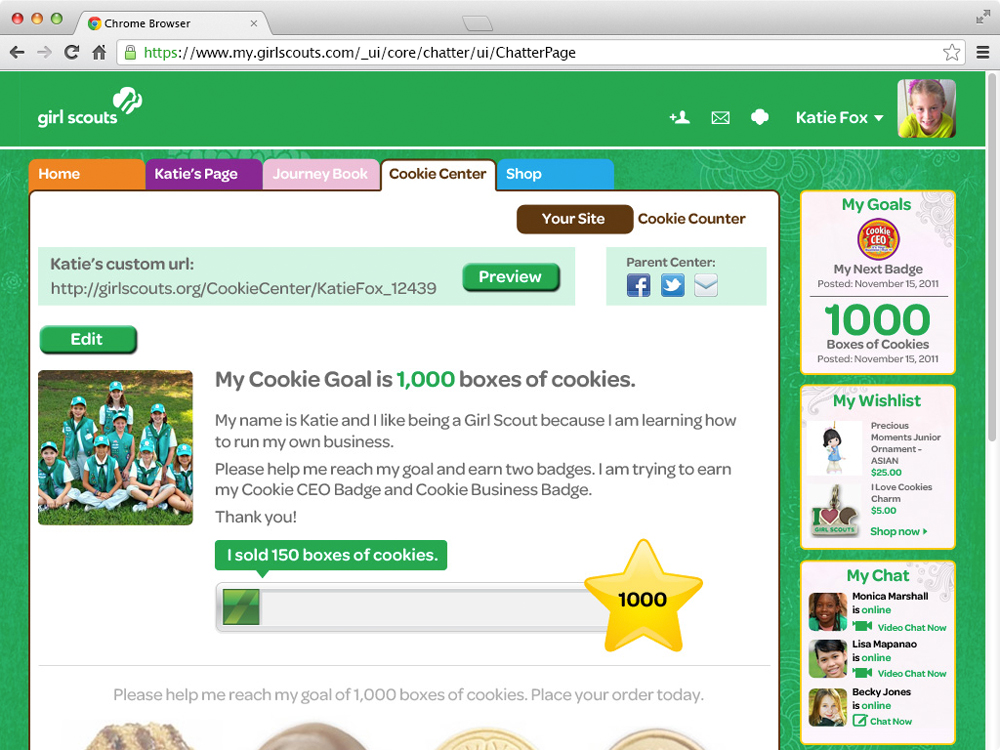 Chrome Browser
https://www.my.girlscouts.com/_ui/core/chatter/ui/ChatterPage
girl scouts
Katie Fox
Home
Katie's Page
Journey Book
Cookie Center
Shop
Your Site
Cookie Counter
Katie's custom url:
http://girlscouts.org/CookieCenter/KatieFox_12439
Preview
Parent Center:
Edit
My Cookie Goal is 1,000 boxes of cookies.
My name is Katie and I like being a Girl Scout because I am learning how
to run my own business.
Please help me reach my goal and earn two badges. I am trying to earn
my Cookie CEO Badge and Cookie Business Badge.
Thank you!
I sold 150 boxes of cookies.
1000
Please help me reach my goal of 1,000 boxes of cookies. Place your order today.
My Goals
Cookie
CEO
My Next Badge
Posted: November 15, 2011
1000
Boxes of Cookies
Posted: November 15, 2011
My Wishlist
Precious
Moments Junior
Ornament -
ASIAN
$25.00
I Love Cookies
Charm
$5.00
I
GIRL SCOUTS
Shop now
My Chat
Monica Marshall
is online
Video Chat Now
Lisa Mapanao
is online
Video Chat Now
Becky Jones
is online
Chat Now